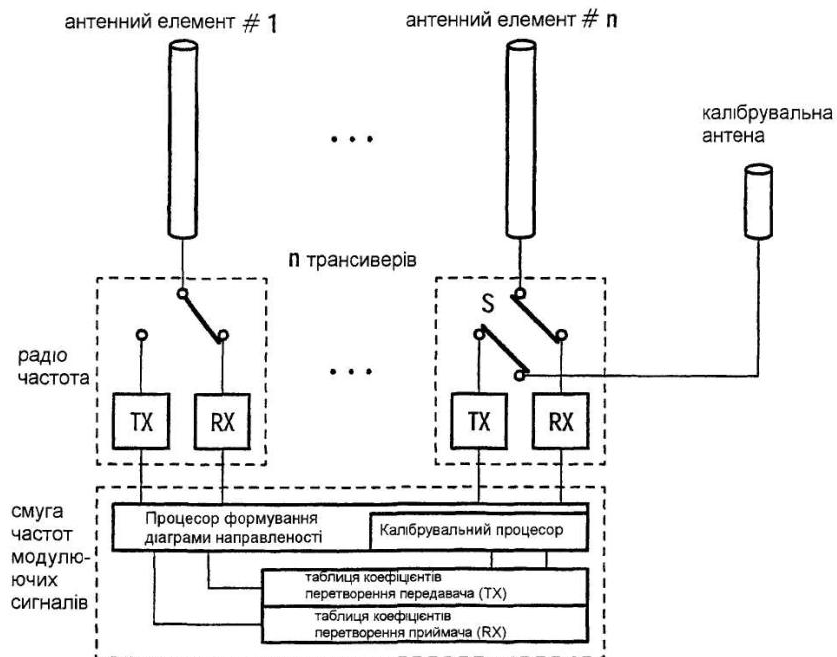 антенний елемент # 1
антенний елемент # n
калібрувальна
антена
n трансиверів
S
радіо
частота
TX
RX
TX
RX
смуга
частот
модулю-
ючих
сигналів
Процесор формування
діаграми направленості
Калібрувальний процесор
таблиця коефіцієнтів
перетворення передавача (TX)
таблиця коефіцієнтів
перетворення приймача (RX)